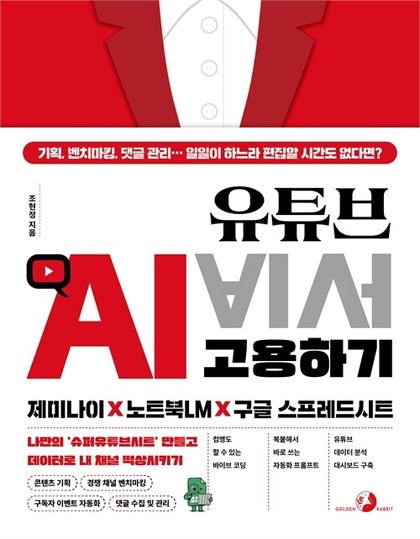 기획, 벤치마킹, 댓글 관리… 일일이 하느라 편집할 시간도 없다면?
조현정 지음
유튜브
AI 비서
고용하기
제미나이 X 노트북LM X 구글 스프레드시트
나만의 '슈퍼유튜브시트' 만들고
데이터로 내 채널 떡상시키기
콘텐츠 기획
경쟁 채널 벤치마킹
구독자 이벤트 자동화
댓글 수집 및 관리
컴맹도
할 수 있는
바이브 코딩
복붙해서
바로 쓰는
자동화 프롬프트
유튜브
데이터 분석
대시보드 구축
GOLDEN RABBIT